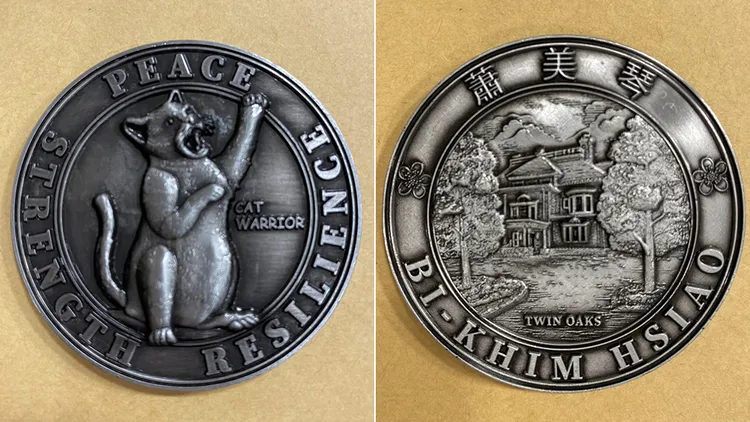 STRENGTH PEACE RESILIENCE
CAT
WARRIOR
蕭美琴
TWIN OAKS
BI-KHIM HSIAO